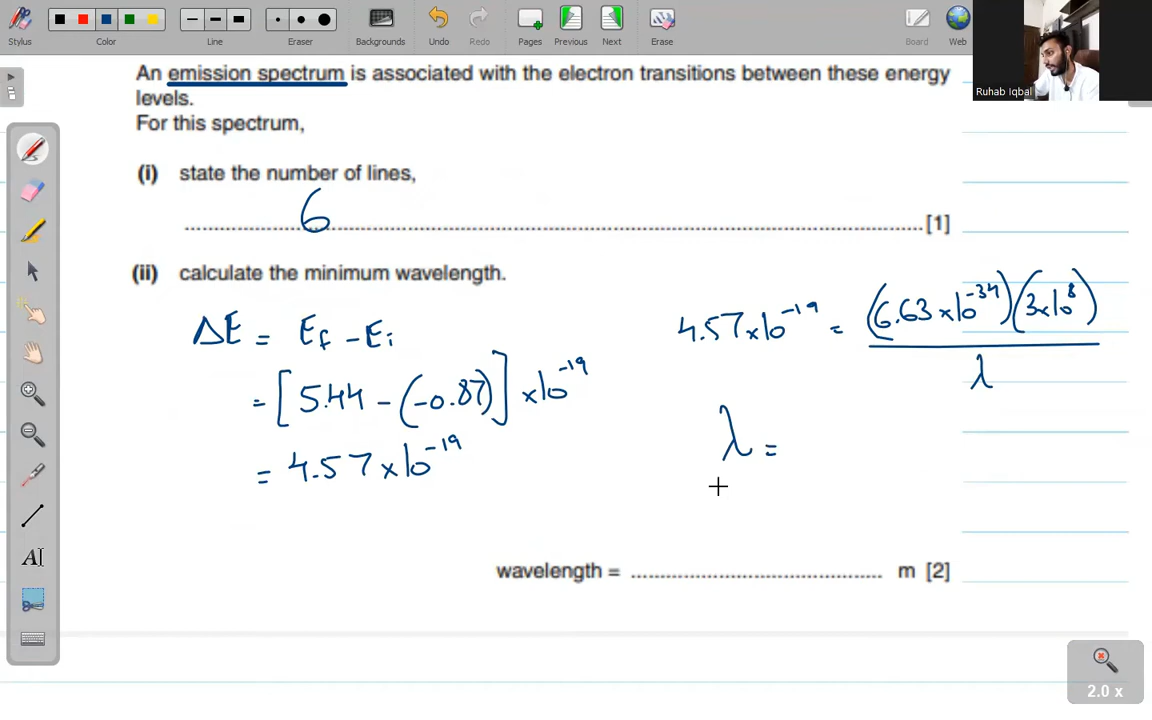 Stylus
Color
Line
Eraser
Backgrounds
Undo
Redo
Pages
Previous
Next
Erase
Board
Web
Ruhab Iqbal
An emission spectrum is associated with the electron transitions between these energy
levels.
For this spectrum,
(i) state the number of lines,
6
[1]
(ii) calculate the minimum wavelength.
ΔE = Ef - Ei
= [5.44 - (-0.87)] × 10^-19
= 4.57 × 10^-19
4.57 × 10^-19 = (6.63 × 10^-34)(3 × 10^8)
λ
λ =
wavelength = ............................................ m [2]
AI
2.0 x